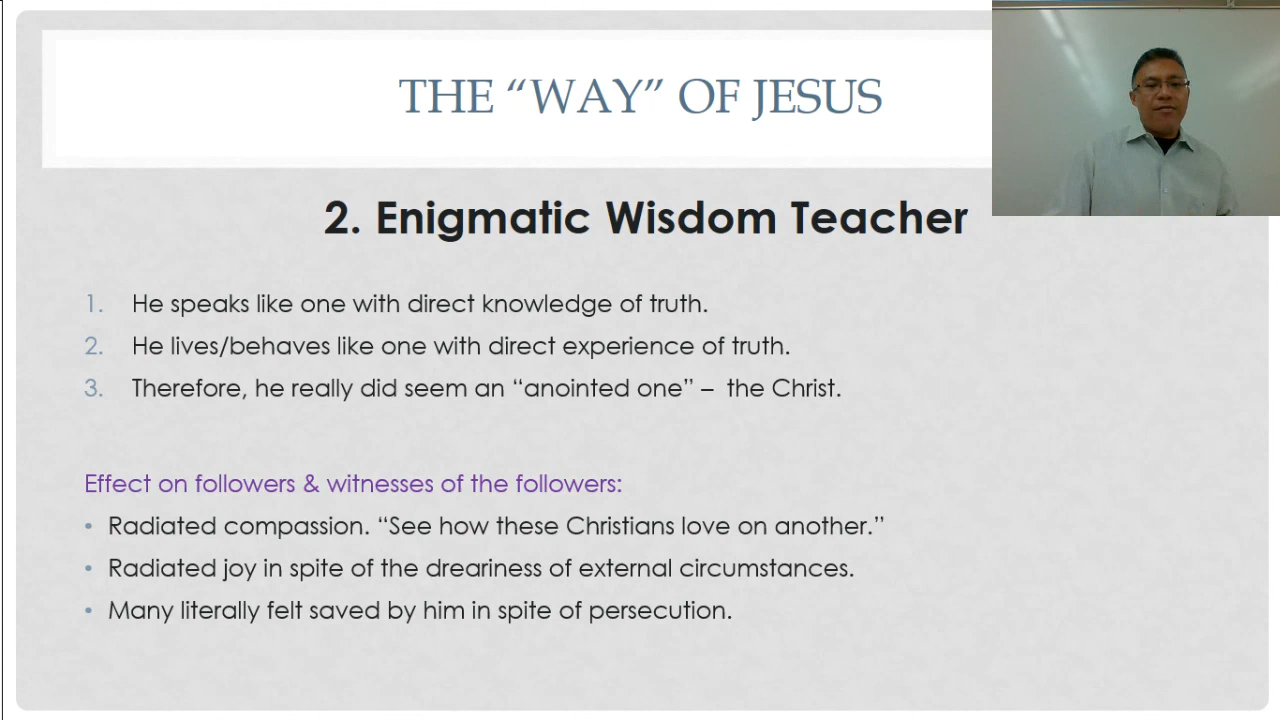 THE “WAY” OF JESUS
2. Enigmatic Wisdom Teacher
1. He speaks like one with direct knowledge of truth.
2. He lives/behaves like one with direct experience of truth.
3. Therefore, he really did seem an “anointed one” – the Christ.
Effect on followers & witnesses of the followers:
• Radiated compassion. “See how these Christians love on another.”
• Radiated joy in spite of the dreariness of external circumstances.
• Many literally felt saved by him in spite of persecution.